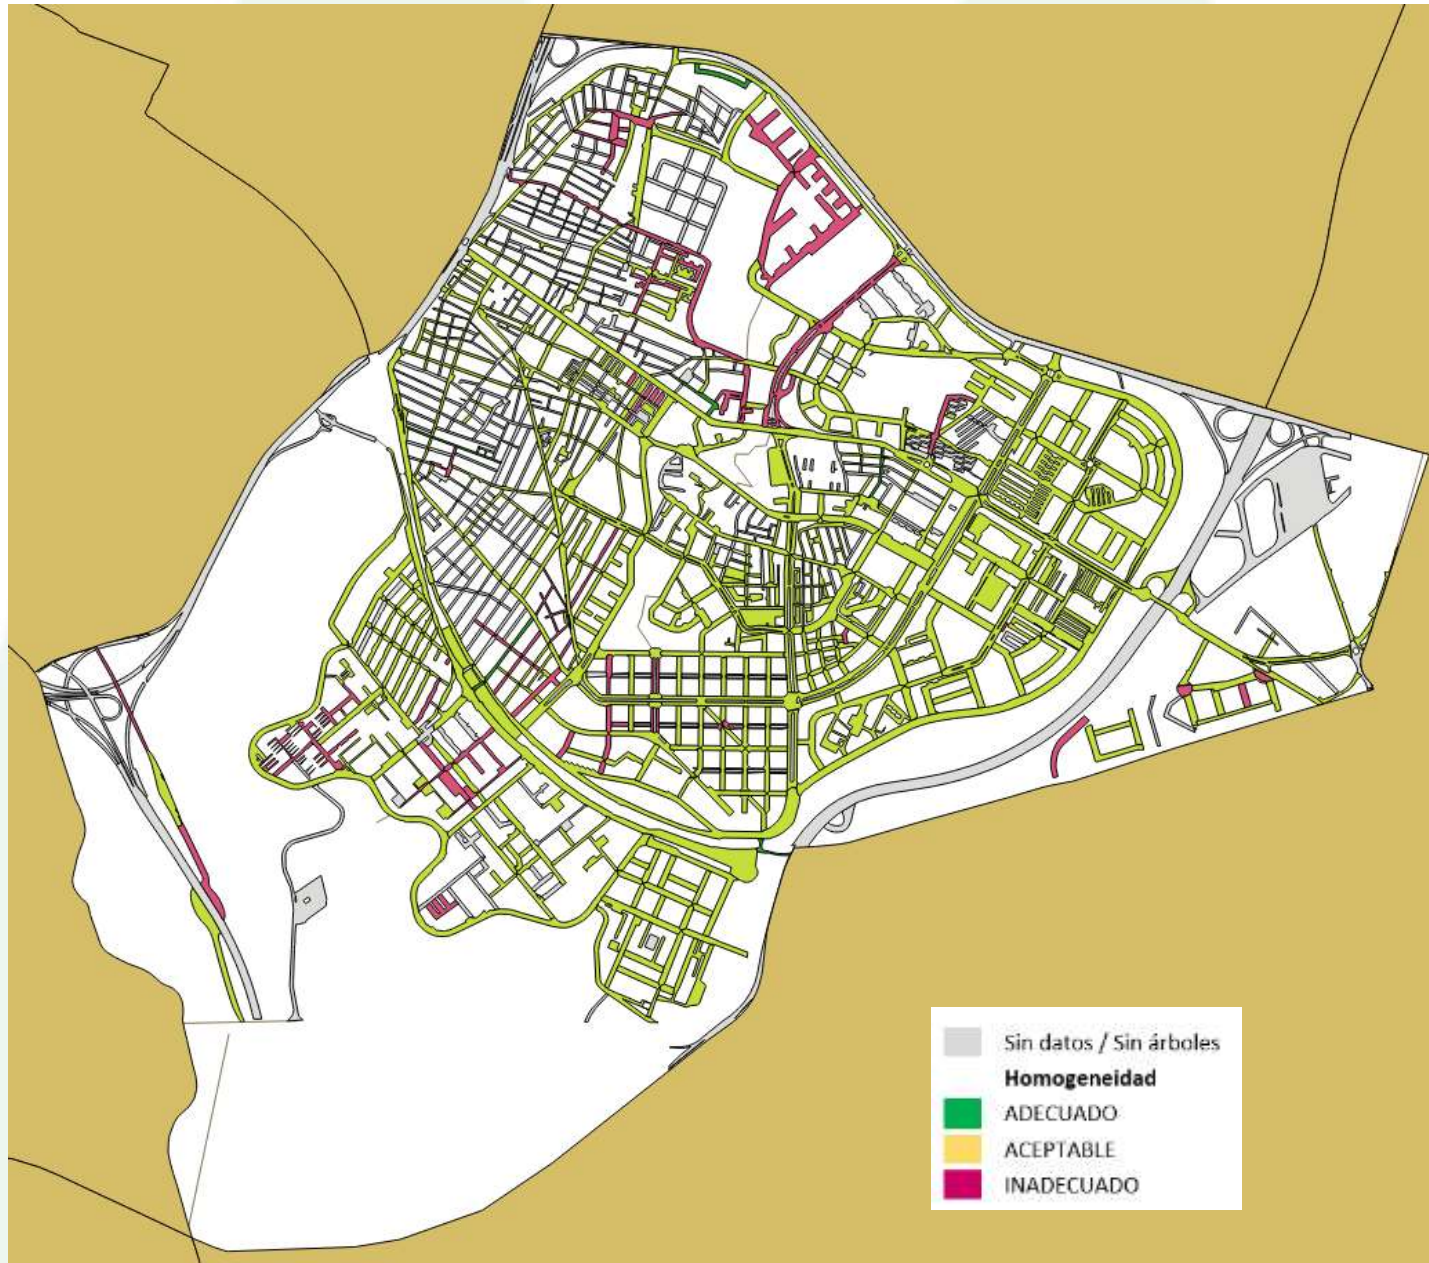 Sin datos / Sin árboles
Homogeneidad
ADECUADO
ACEPTABLE
INADECUADO